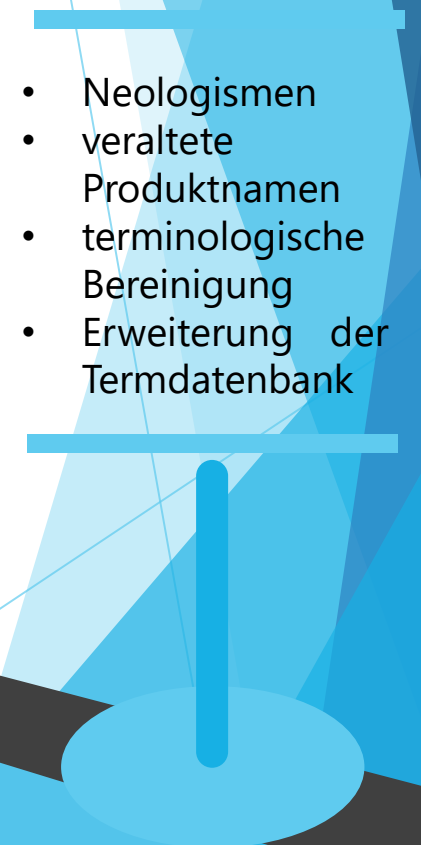 • Neologismen
• veraltete
Produktnamen
• terminologische
Bereinigung
• Erweiterung der
Termdatenbank